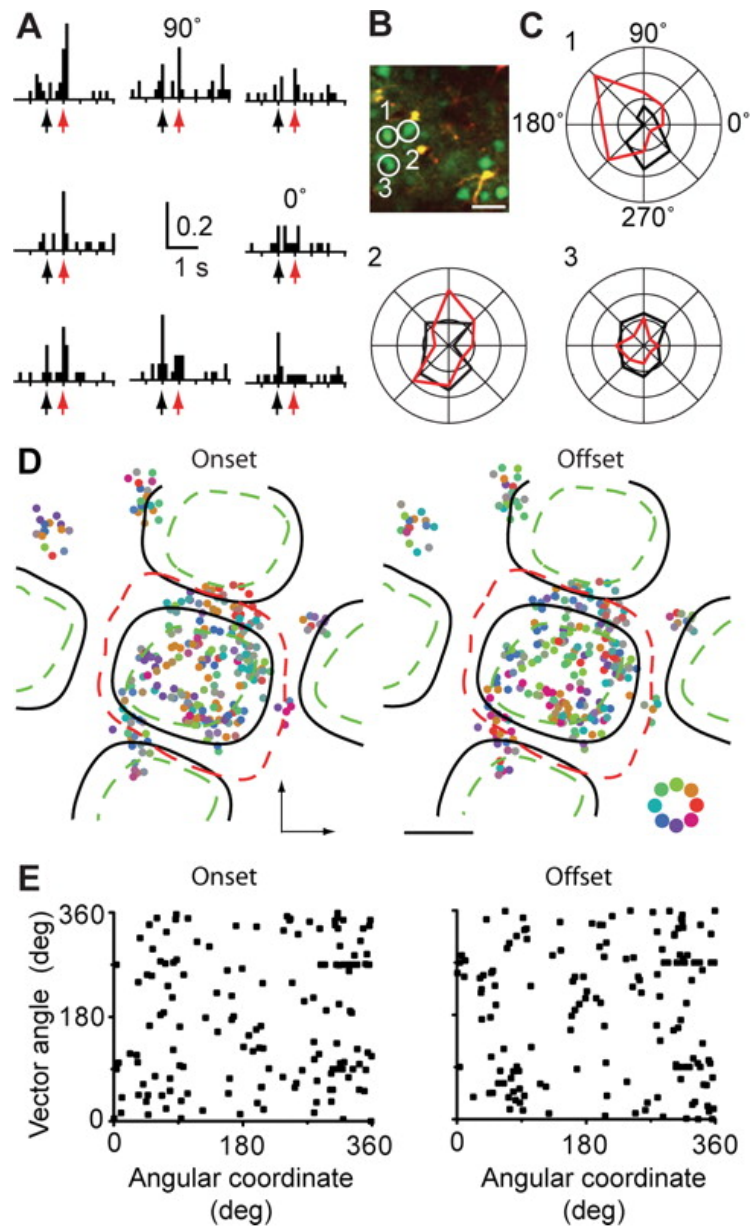 A
90°
0°
0.2
1 s
B
1
2
3
C
1
90°
180°
0°
270°
2
3
D
Onset
Offset
E
Onset
Offset
Vector angle (deg)
360
180
0
0
180
360
0
180
360
Angular coordinate
(deg)
Angular coordinate
(deg)